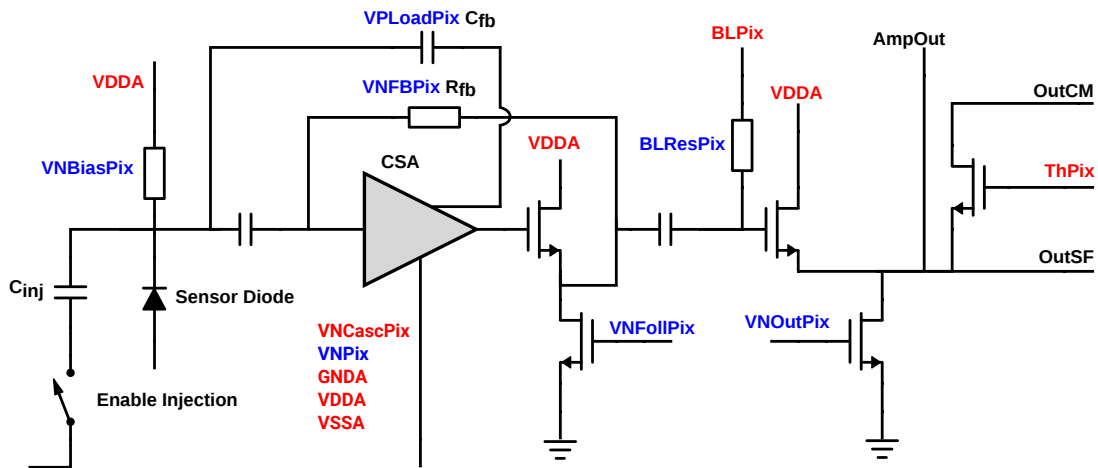 VPLoadPix Cfb
BLPix
AmpOut
VDDA
VNFBPix Rfb
VDDA
OutCM
VDDA
BLResPix
CSA
VNBiasPix
ThPix
OutSF
Cinj
Sensor Diode
VNCascPix
VNFollPix
VNOutPix
VNPix
GNDA
VDDA
VSSA
Enable Injection